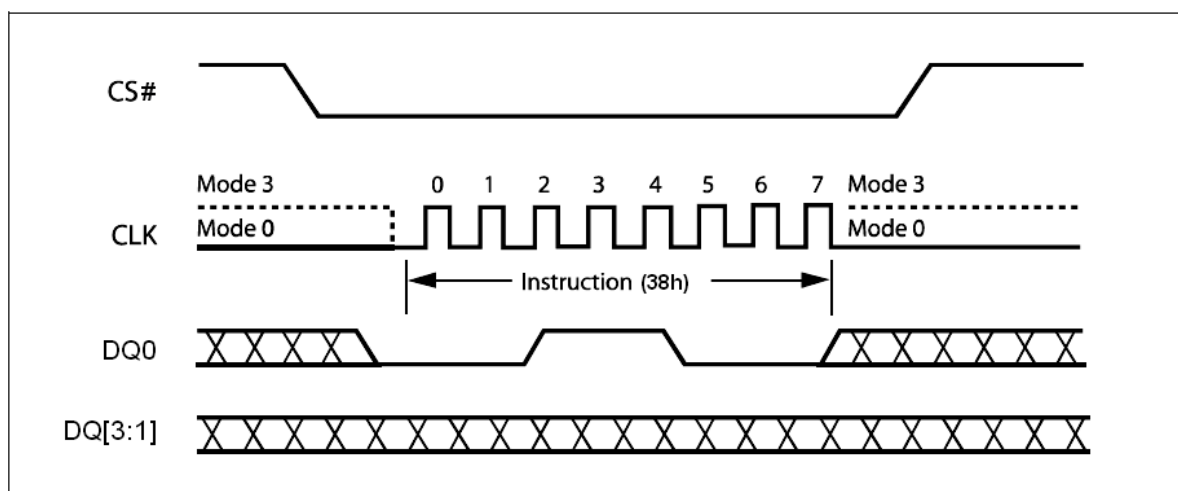 CS#
Mode 3 0 1 2 3 4 5 6 7 Mode 3
CLK Mode 0 Mode 0
Instruction (38h)
DQ0
DQ[3:1]